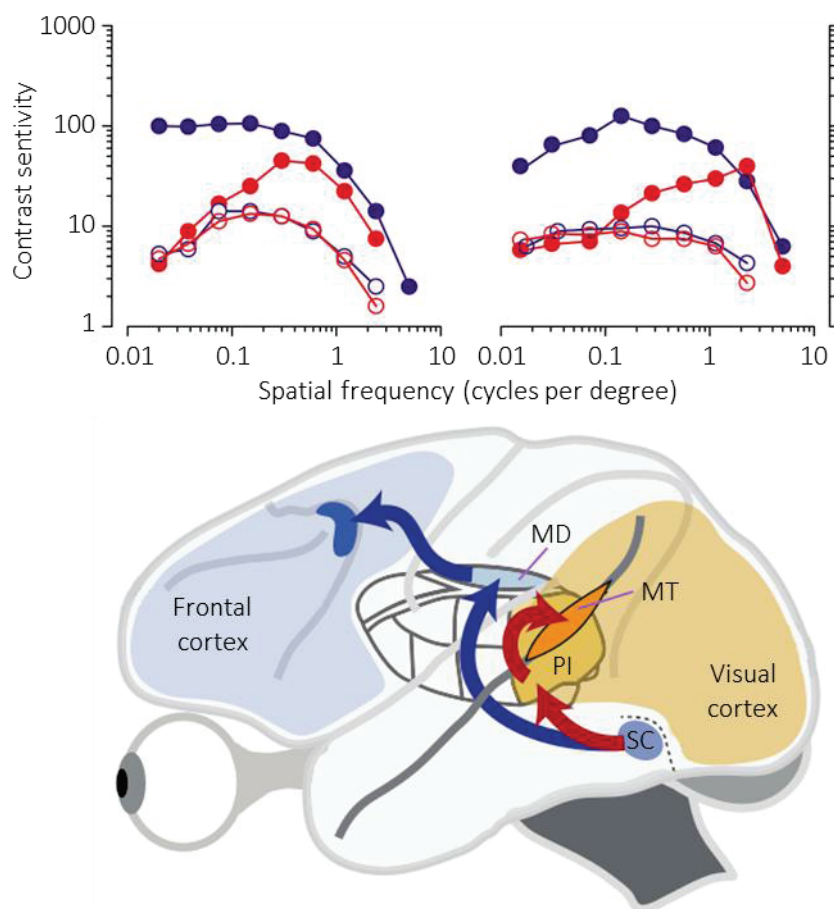 1000
100
10
1
Contrast sentivity
0.01 0.1 1 10
0.01 0.1 1 10
Spatial frequency (cycles per degree)
MD
MT
Frontal
cortex
PI
Visual
cortex
SC